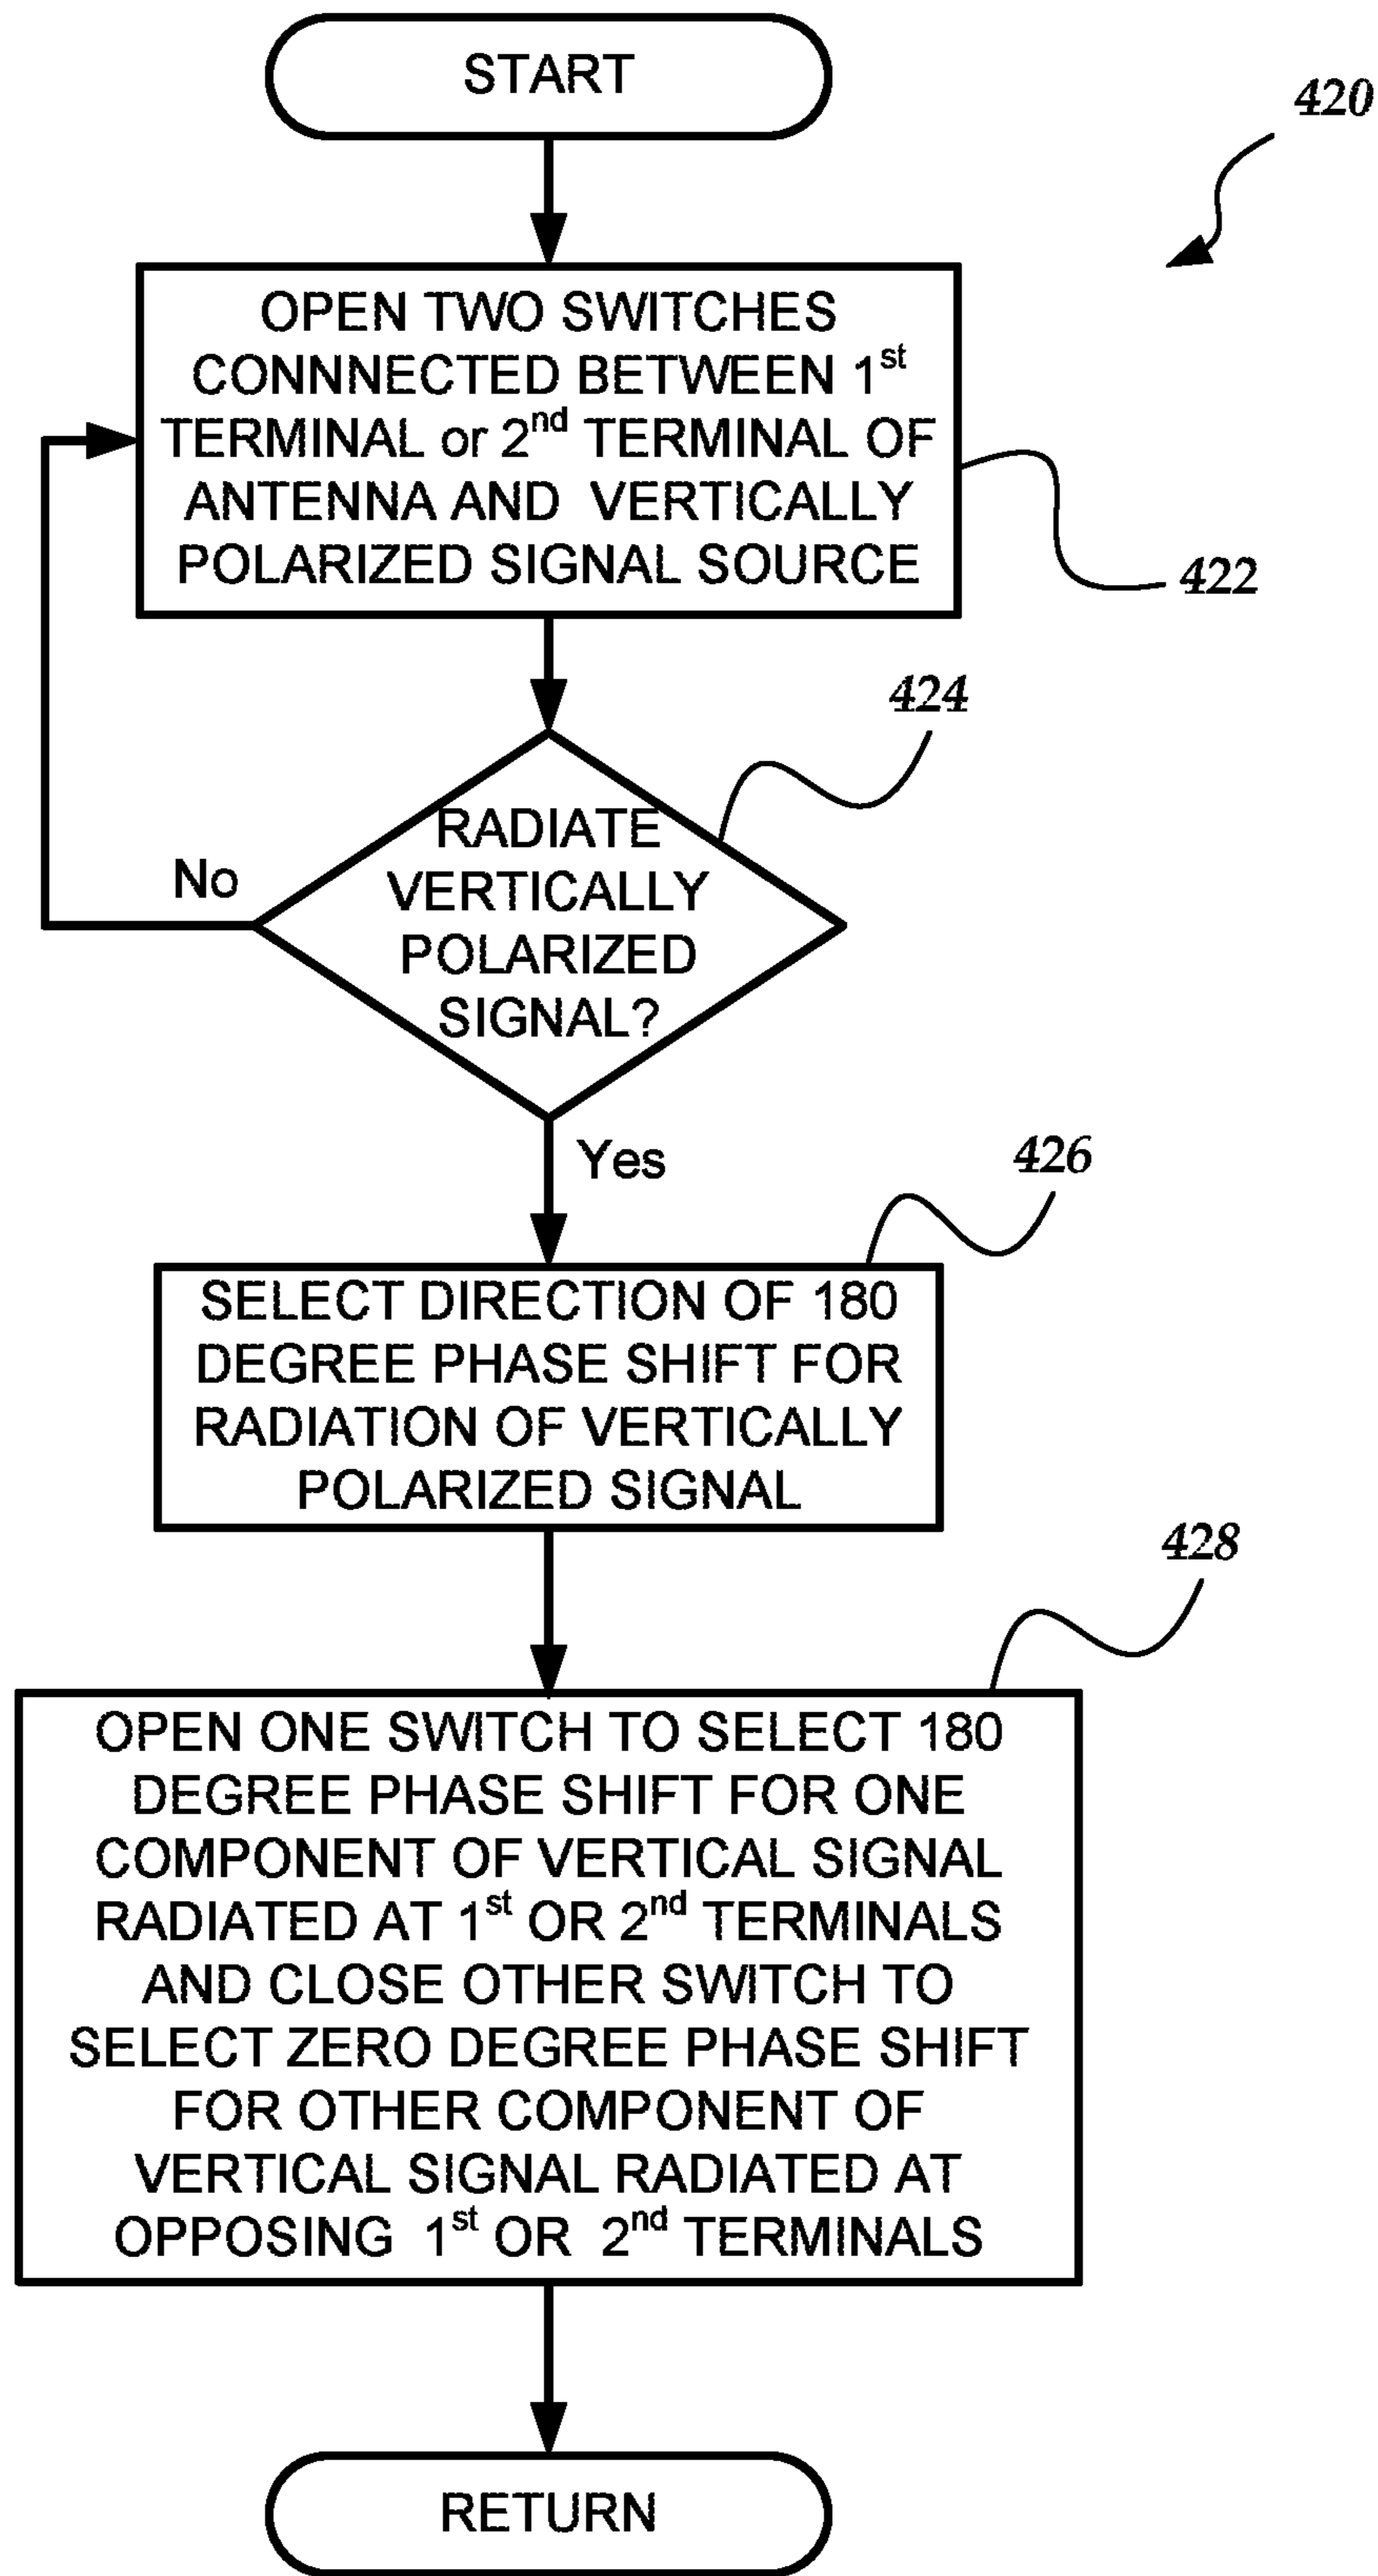 START
420
OPEN TWO SWITCHES
CONNNECTED BETWEEN 1st
TERMINAL or 2nd TERMINAL OF
ANTENNA AND VERTICALLY
POLARIZED SIGNAL SOURCE
422
424
RADIATE
VERTICALLY
POLARIZED
SIGNAL?
No
Yes
426
SELECT DIRECTION OF 180
DEGREE PHASE SHIFT FOR
RADIATION OF VERTICALLY
POLARIZED SIGNAL
428
OPEN ONE SWITCH TO SELECT 180
DEGREE PHASE SHIFT FOR ONE
COMPONENT OF VERTICAL SIGNAL
RADIATED AT 1st OR 2nd TERMINALS
AND CLOSE OTHER SWITCH TO
SELECT ZERO DEGREE PHASE SHIFT
FOR OTHER COMPONENT OF
VERTICAL SIGNAL RADIATED AT
OPPOSING 1st OR 2nd TERMINALS
RETURN